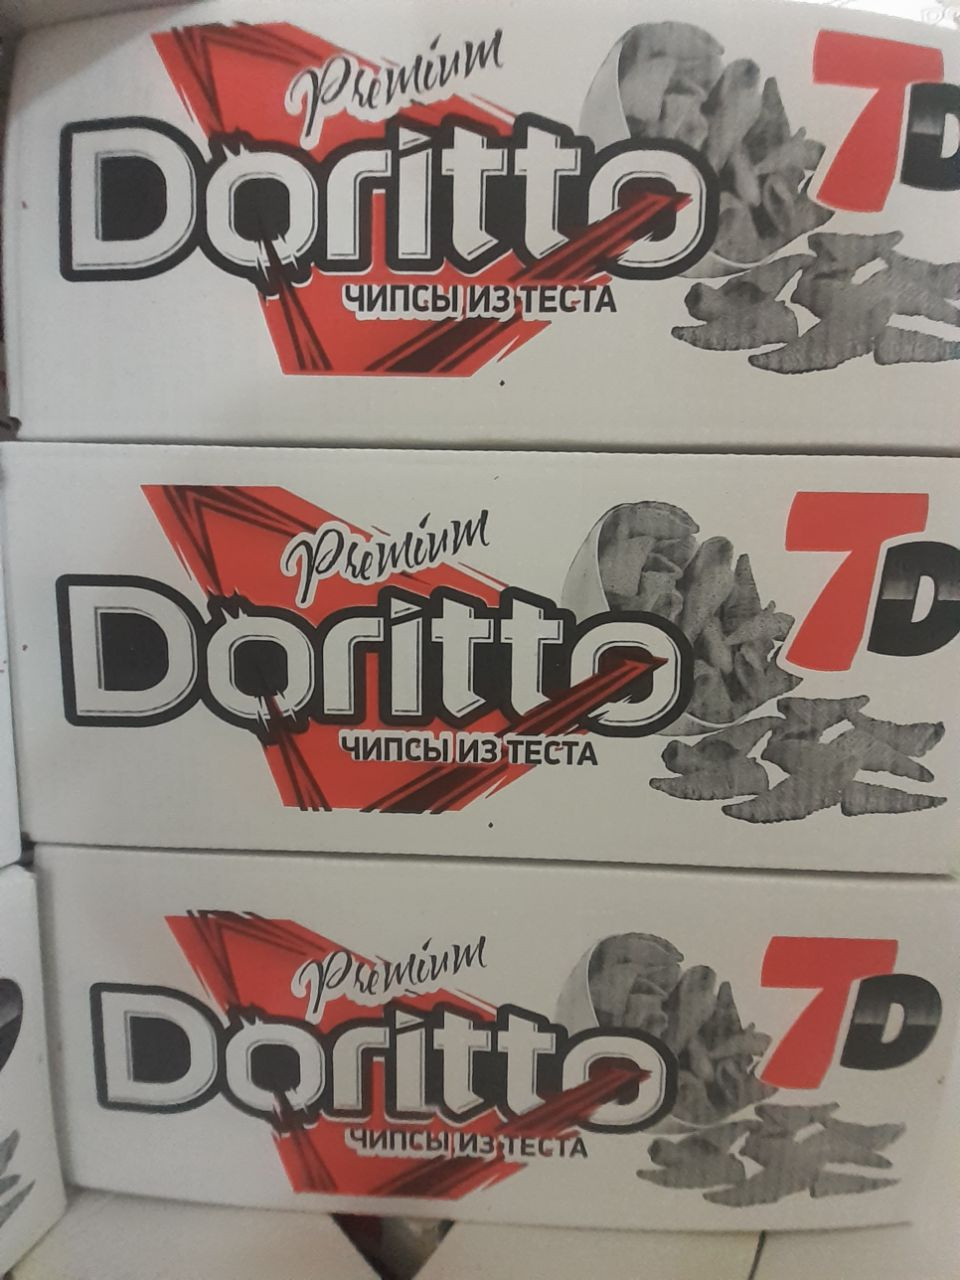 Premium
Doritto
ЧИПСЫ ИЗ ТЕСТА
7D
Premium
Doritto
ЧИПСЫ ИЗ ТЕСТА
7D
Premium
Doritto
ЧИПСЫ ИЗ ТЕСТА
7D